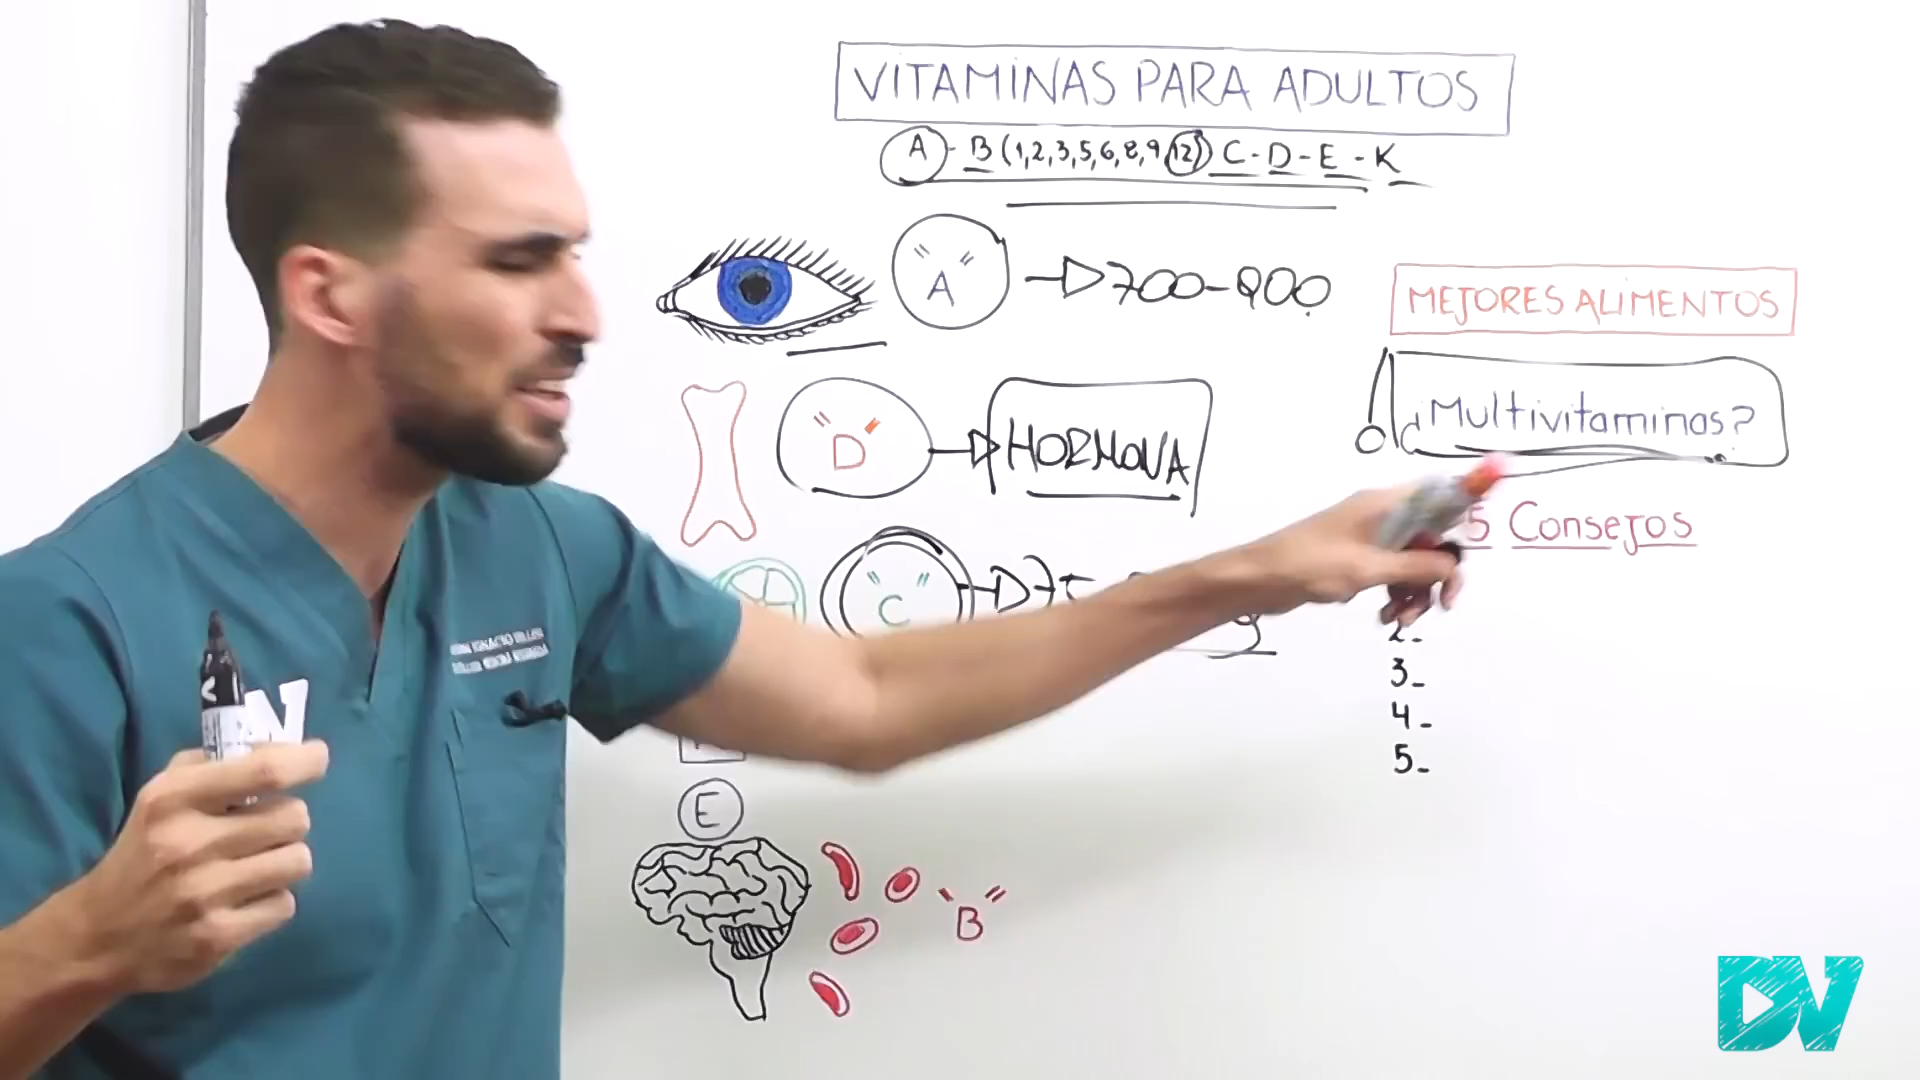 VITAMINAS PARA ADULTOS
A - B (1,2,3,5,6,8,9,12) C - D - E - K
"A" → 700-900
MEJORES ALIMENTOS
¿Multivitaminas?
"D" → HORMONA
5 Consejos
"C"
2-
3-
4-
5-
E
"B"
DN